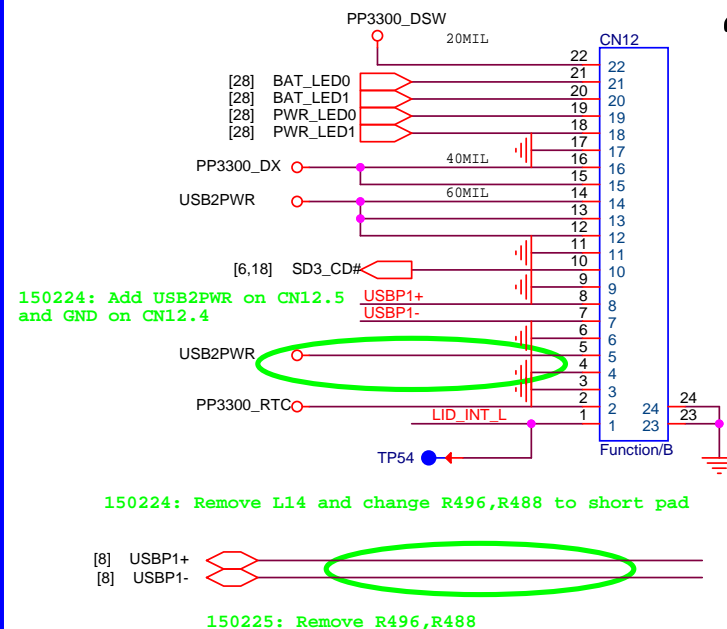 PP3300_DSW
20MIL
CN12
22 22
[28] BAT_LED0 21 21
[28] BAT_LED1 20 20
[28] PWR_LED0 19 19
[28] PWR_LED1 18 18
17 17
PP3300_DX 40MIL 16 16
15 15
USB2PWR 60MIL 14 14
13 13
12 12
11 11
[6,18] SD3_CD# 10 10
9 9
150224: Add USB2PWR on CN12.5
and GND on CN12.4
USBP1+ 8 8
USBP1- 7 7
6 6
USB2PWR 5 5
4 4
3 3
PP3300_RTC 2 2 24 24
LID_INT_L 1 1 23 23
Function/B
TP54
150224: Remove L14 and change R496,R488 to short pad
[8] USBP1+
[8] USBP1-
150225: Remove R496,R488